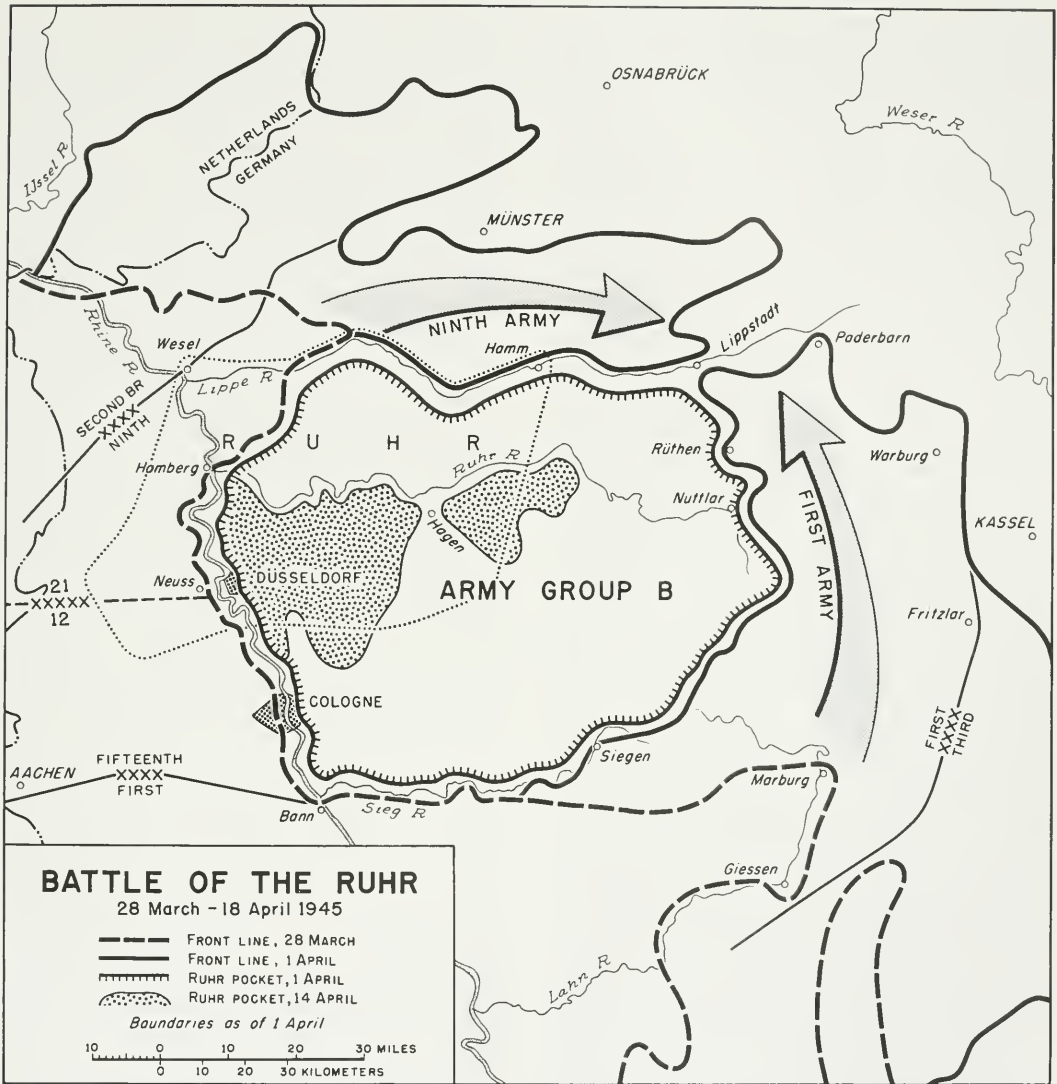 OSNABRÜCK
Weser R
NETHERLANDS
GERMANY
IJssel R
MÜNSTER
NINTH ARMY
Rhine R
Wesel
Lippe R
Hamm
Lippstadt
Paderbarn
SECOND BR
XXXX
NINTH
RUHR
Ruhr R
Homberg
Rüthen
Warburg
Nuttlar
Hagen
KASSEL
FIRST ARMY
Neuss
DÜSSELDORF
ARMY GROUP B
21
XXXX
12
Fritzlar
COLOGNE
FIRST
XXXX
THIRD
AACHEN
FIFTEENTH
XXXX
FIRST
Siegen
Marburg
Bann
Sieg R
Giessen
Lahn R
BATTLE OF THE RUHR
28 March - 18 April 1945
FRONT LINE, 28 MARCH
FRONT LINE, 1 APRIL
RUHR POCKET, 1 APRIL
RUHR POCKET, 14 APRIL
Boundaries as of 1 April
10 0 10 20 30 MILES
0 10 20 30 KILOMETERS